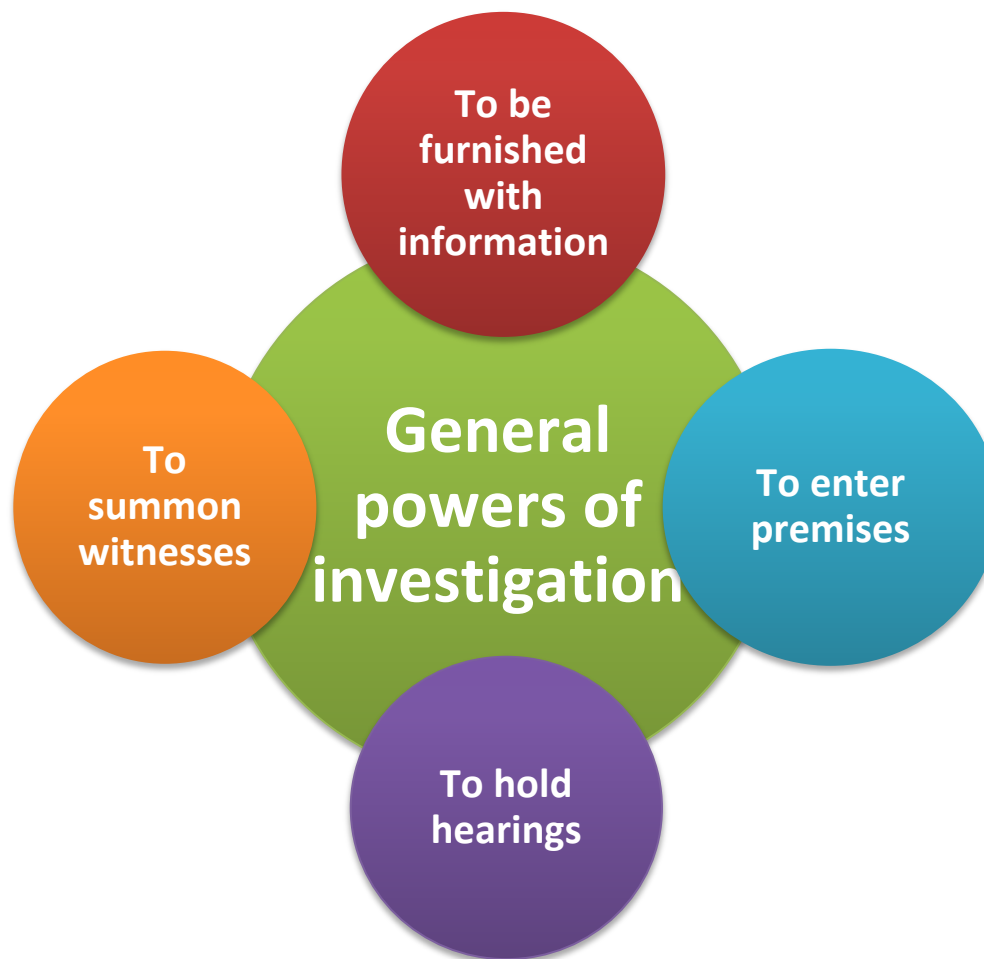 To be
furnished
with
information
General
powers of
investigation
To
summon
witnesses
To enter
premises
To hold
hearings